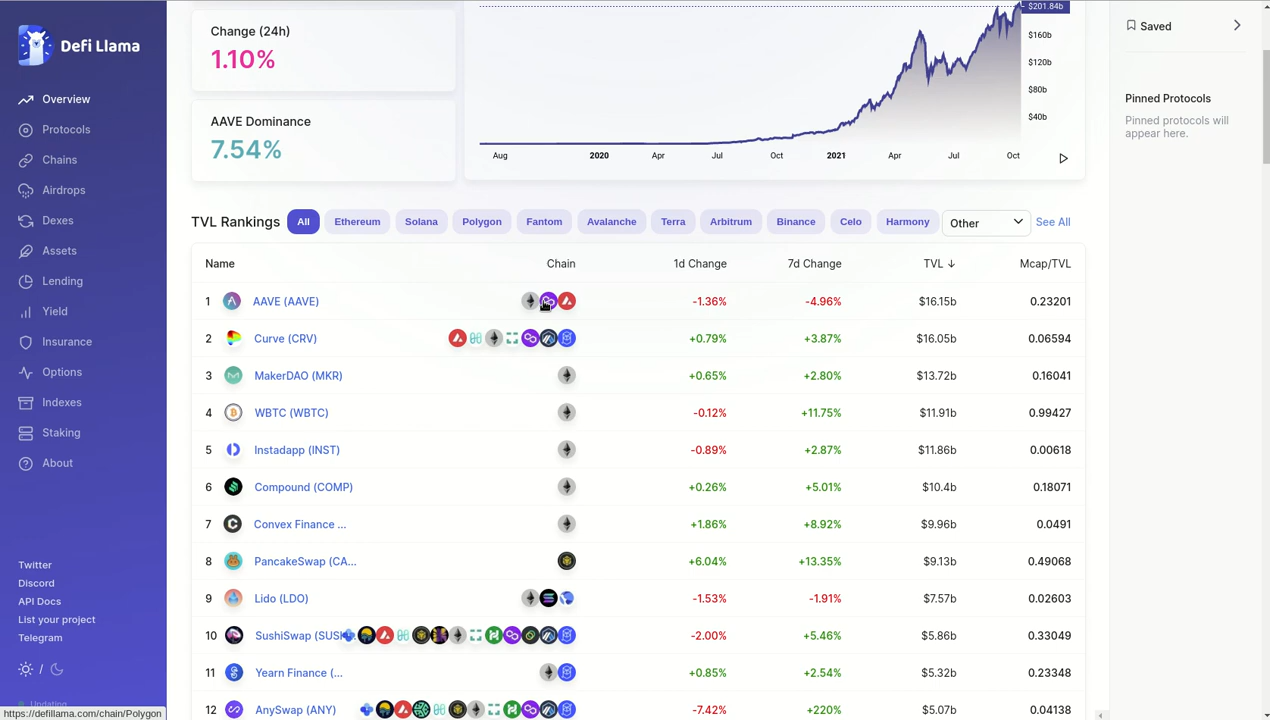 Defi Llama
Overview
Protocols
Chains
Airdrops
Dexes
Assets
Lending
Yield
Insurance
Options
Indexes
Staking
About
Twitter
Discord
API Docs
List your project
Telegram
/
Updating
https://defillama.com/chain/Polygon
Change (24h)
1.10%
AAVE Dominance
7.54%
$201.84b
$160b
$120b
$80b
$40b
Aug 2020 Apr Jul Oct 2021 Apr Jul Oct
TVL Rankings All Ethereum Solana Polygon Fantom Avalanche Terra Arbitrum Binance Celo Harmony Other See All
Name Chain 1d Change 7d Change TVL ↓ Mcap/TVL
1 AAVE (AAVE) -1.36% -4.96% $16.15b 0.23201
2 Curve (CRV) +0.79% +3.87% $16.05b 0.06594
3 MakerDAO (MKR) +0.65% +2.80% $13.72b 0.16041
4 WBTC (WBTC) -0.12% +11.75% $11.91b 0.99427
5 Instadapp (INST) -0.89% +2.87% $11.86b 0.00618
6 Compound (COMP) +0.26% +5.01% $10.4b 0.18071
7 Convex Finance ... +1.86% +8.92% $9.96b 0.0491
8 PancakeSwap (CA... +6.04% +13.35% $9.13b 0.49068
9 Lido (LDO) -1.53% -1.91% $7.57b 0.02603
10 SushiSwap (SUSH... -2.00% +5.46% $5.86b 0.33049
11 Yearn Finance (... +0.85% +2.54% $5.32b 0.23348
12 AnySwap (ANY) -7.42% +220% $5.07b 0.04138
Saved
Pinned Protocols
Pinned protocols will
appear here.